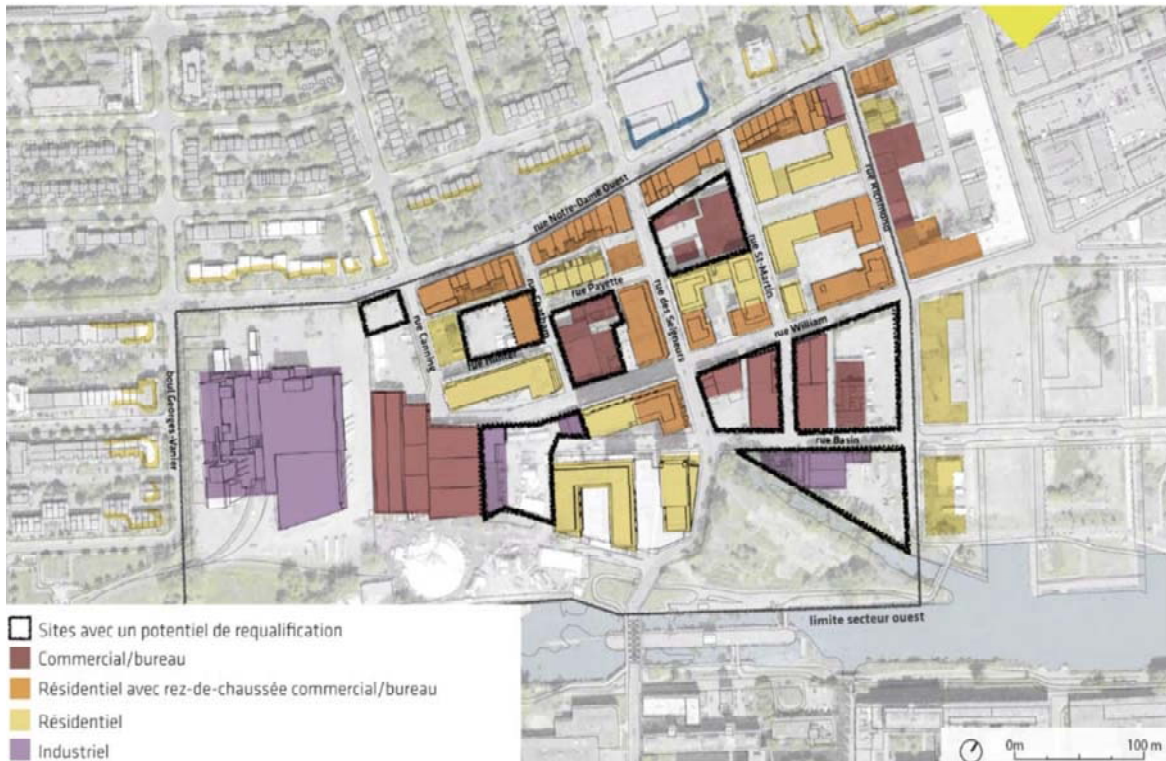 rue Notre-Dame Ouest
rue Richmond
rue St-Martin
rue Payette
rue des Seigneurs
rue William
rue Canning
boul Georges-Vanier
rue Basin
limite secteur ouest
Sites avec un potentiel de requalification
Commercial/bureau
Résidentiel avec rez-de-chaussée commercial/bureau
Résidentiel
Industriel
0m
100 m